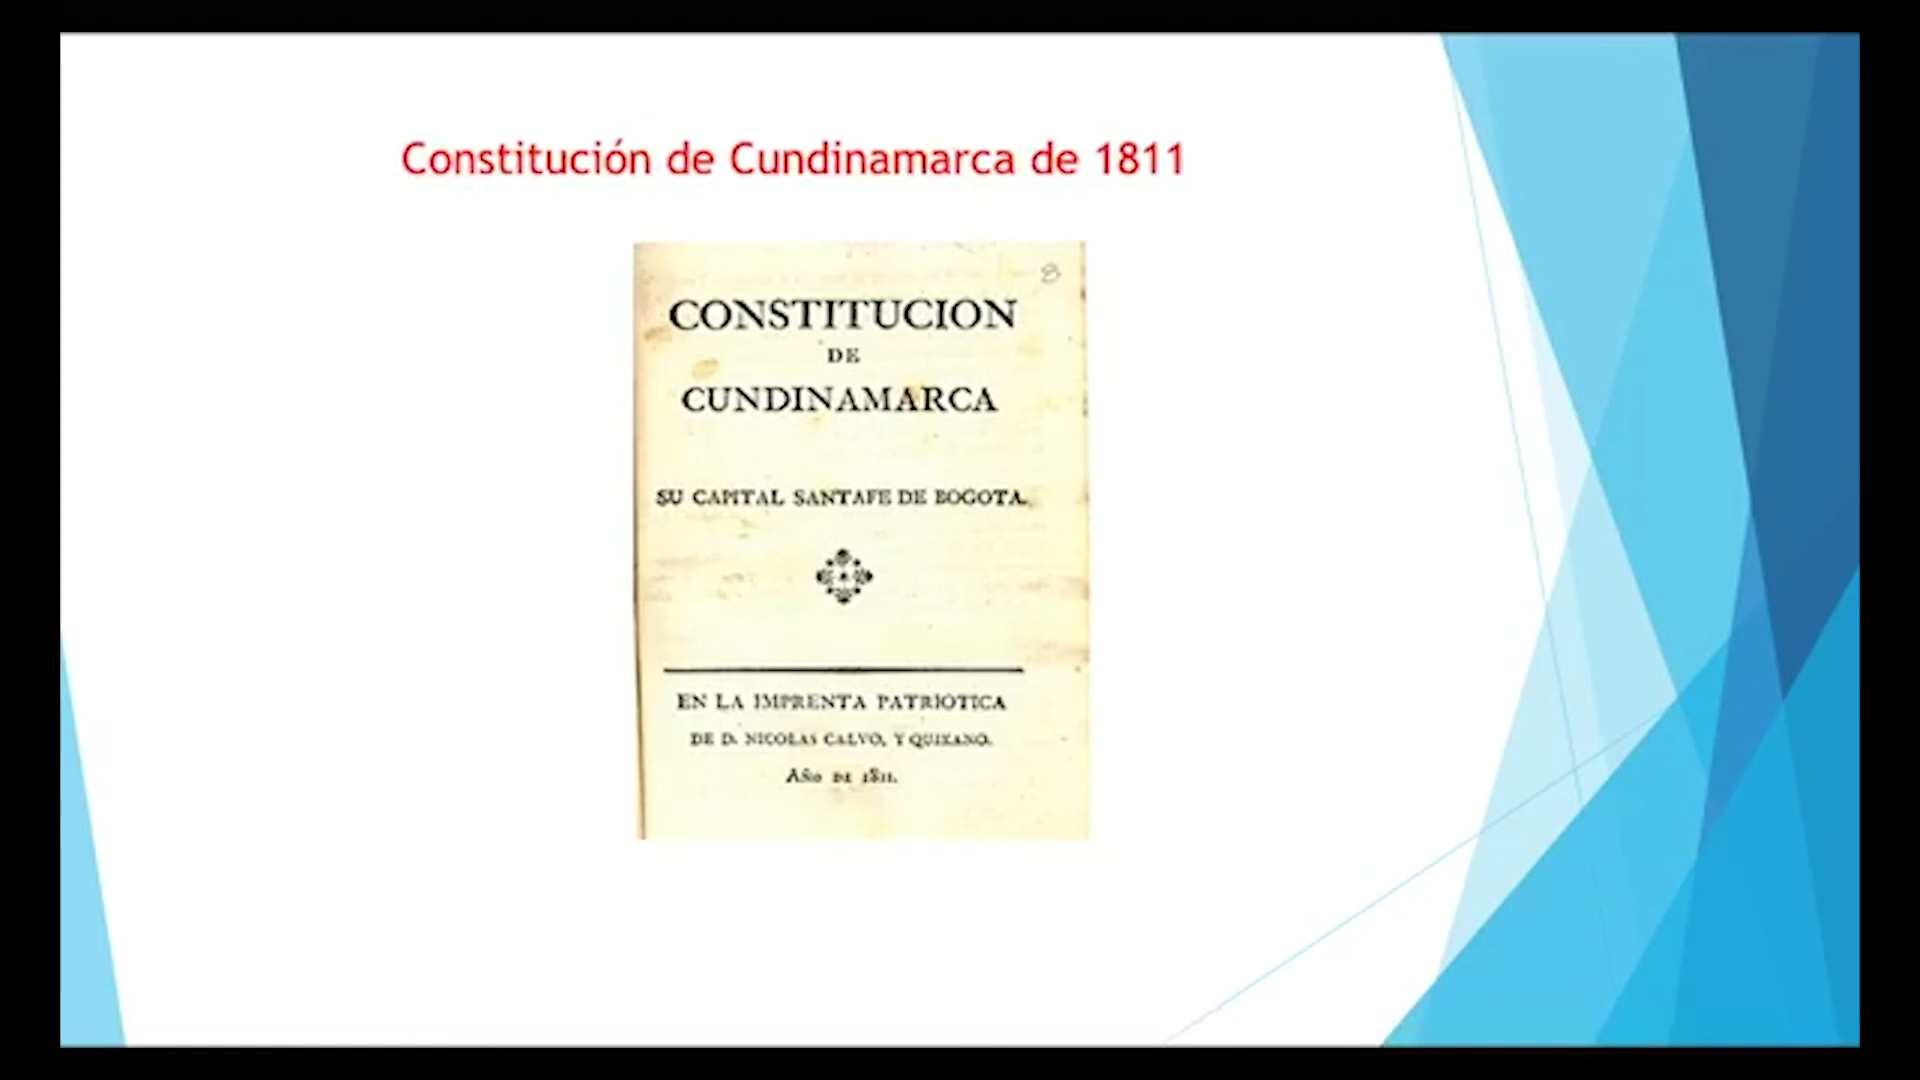 Constitución de Cundinamarca de 1811
8
CONSTITUCION
DE
CUNDINAMARCA
SU CAPITAL SANTAFE DE BOGOTA.
EN LA IMPRENTA PATRIOTICA
DE D. NICOLAS CALVO, Y QUIXANO.
Año DE 1811.